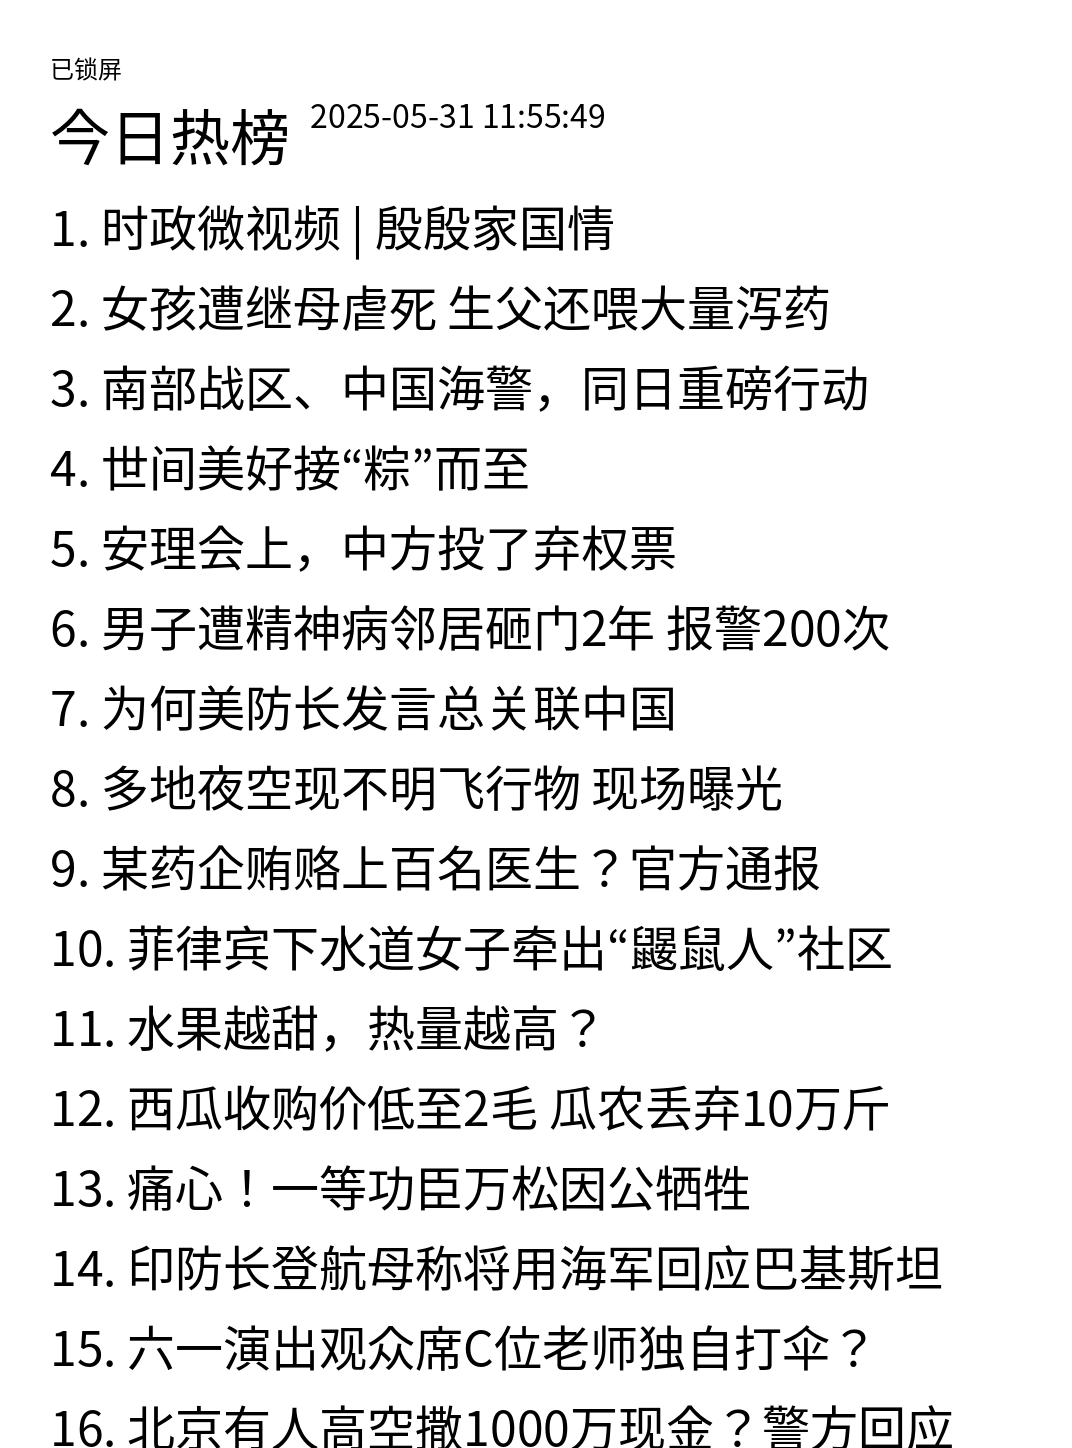 已锁屏
今日热榜 2025-05-31 11:55:49
1. 时政微视频 | 殷殷家国情
2. 女孩遭继母虐死 生父还喂大量泻药
3. 南部战区、中国海警，同日重磅行动
4. 世间美好接“粽”而至
5. 安理会上，中方投了弃权票
6. 男子遭精神病邻居砸门2年 报警200次
7. 为何美防长发言总关联中国
8. 多地夜空现不明飞行物 现场曝光
9. 某药企贿赂上百名医生？官方通报
10. 菲律宾下水道女子牵出“鼹鼠人”社区
11. 水果越甜，热量越高？
12. 西瓜收购价低至2毛 瓜农丢弃10万斤
13. 痛心！一等功臣万松因公牺牲
14. 印防长登航母称将用海军回应巴基斯坦
15. 六一演出观众席C位老师独自打伞？
16. 北京有人高空撒1000万现金？警方回应